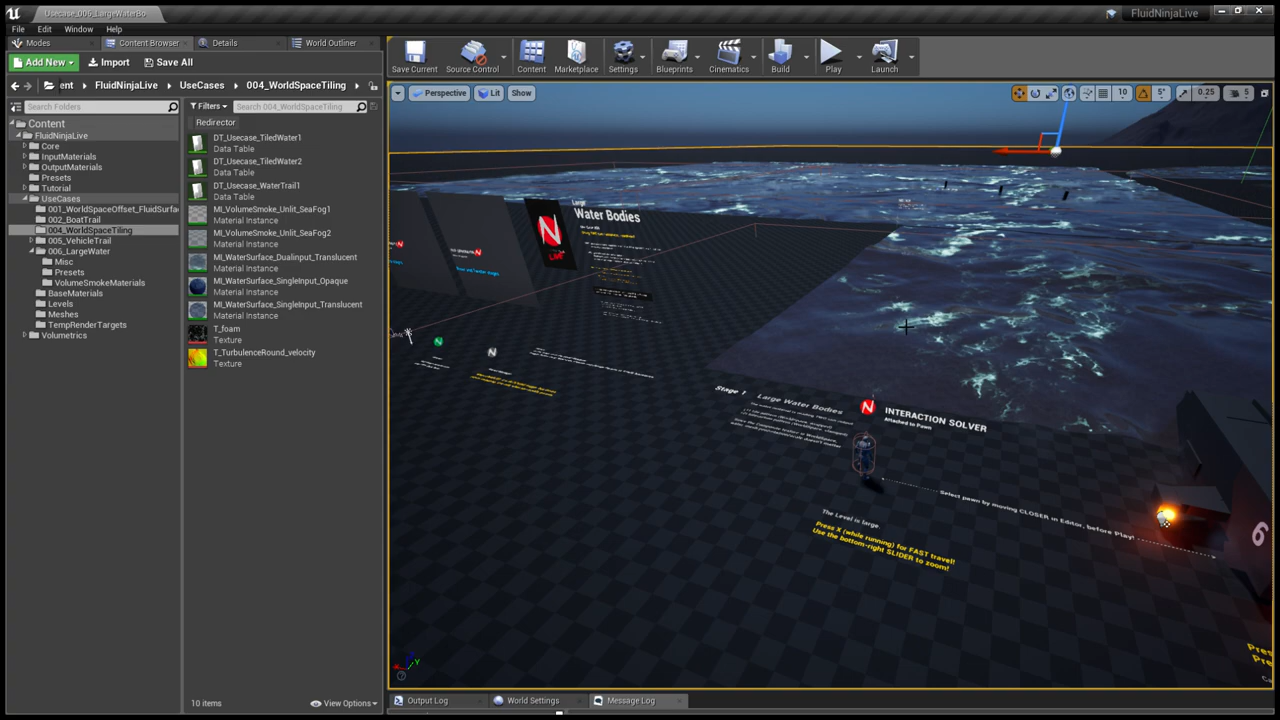 Usecase_006_LargeWaterBo
FluidNinjaLive
File Edit Window Help
Modes Content Browser Details World Outliner
Add New Import Save All
Save Current Source Control Content Marketplace Settings Blueprints Cinematics Build Play Launch
ent FluidNinjaLive UseCases 004_WorldSpaceTiling
Search Folders
Filters Search 004_WorldSpaceTiling
Perspective Lit Show
10 5° 0.25 5
Redirector
Content
FluidNinjaLive
Core
InputMaterials
OutputMaterials
Presets
Tutorial
UseCases
001_WorldSpaceOffset_FluidSurfa
002_BoatTrail
004_WorldSpaceTiling
005_VehicleTrail
006_LargeWater
Misc
Presets
VolumeSmokeMaterials
BaseMaterials
Levels
Meshes
TempRenderTargets
Volumetrics
DT_Usecase_TiledWater1
Data Table
DT_Usecase_TiledWater2
Data Table
DT_Usecase_WaterTrail1
Data Table
MI_VolumeSmoke_Unlit_SeaFog1
Material Instance
MI_VolumeSmoke_Unlit_SeaFog2
Material Instance
MI_WaterSurface_DualInput_Translucent
Material Instance
MI_WaterSurface_SingleInput_Opaque
Material Instance
MI_WaterSurface_SingleInput_Translucent
Material Instance
T_foam
Texture
T_TurbulenceRound_velocity
Texture
10 items
View Options
Large
Water Bodies
N
LIVE
Stage 1 Large Water Bodies
N INTERACTION SOLVER
Attached to Pawn
Select pawn by moving CLOSER in Editor, before Play!
The Level is large.
Press X (while running) for FAST travel!
Use the bottom-right SLIDER to zoom!
6
Output Log World Settings Message Log